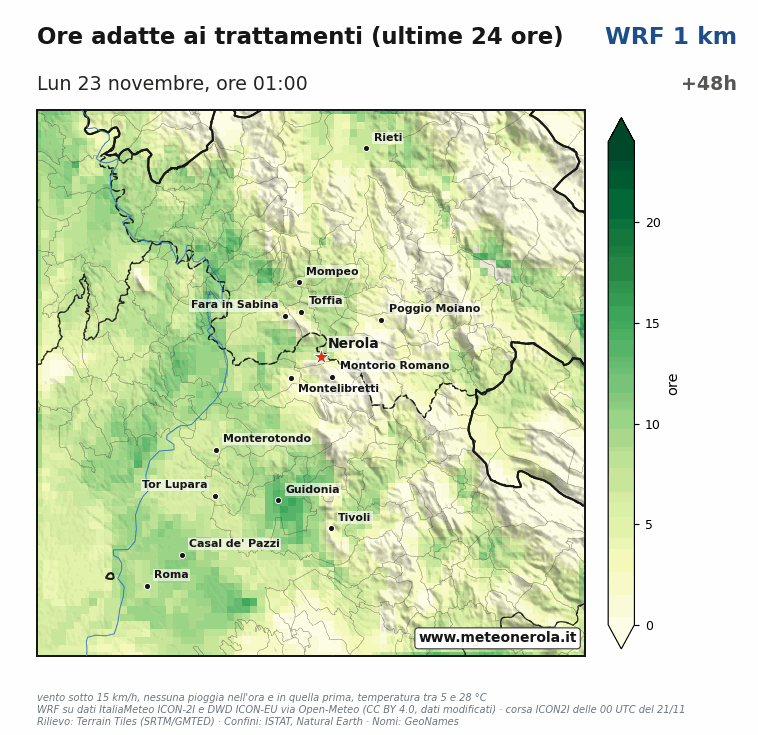 Ore adatte ai trattamenti (ultime 24 ore)
WRF 1 km
Lun 23 novembre, ore 01:00
+48h
Rieti
Mompeo
Fara in Sabina
Toffia
Poggio Moiano
Nerola
Montorio Romano
Montelibretti
Monterotondo
Tor Lupara
Guidonia
Tivoli
Casal de' Pazzi
Roma
www.meteonerola.it
20
15
10
5
0
ore
vento sotto 15 km/h, nessuna pioggia nell'ora e in quella prima, temperatura tra 5 e 28 °C
WRF su dati ItaliaMeteo ICON-2I e DWD ICON-EU via Open-Meteo (CC BY 4.0, dati modificati) · corsa ICON2I delle 00 UTC del 21/11
Rilievo: Terrain Tiles (SRTM/GMTED) · Confini: ISTAT, Natural Earth · Nomi: GeoNames